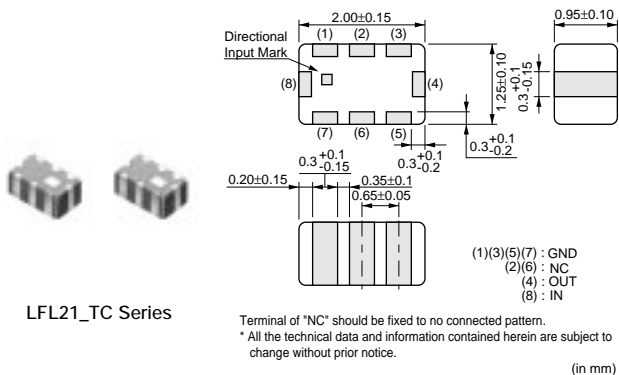 2.00±0.15
0.95±0.10
Directional
Input Mark
(1)
(2)
(3)
(8)
(4)
1.25±0.10
0.3 +0.1 -0.15
(7)
(6)
(5)
0.3 +0.1 -0.2
0.3 +0.1 -0.2
0.3 +0.1 -0.15
0.20±0.15
0.35±0.1
0.65±0.05
(1)(3)(5)(7) : GND
(2)(6) : NC
(4) : OUT
(8) : IN
LFL21_TC Series
Terminal of "NC" should be fixed to no connected pattern.
* All the technical data and information contained herein are subject to
change without prior notice.
(in mm)